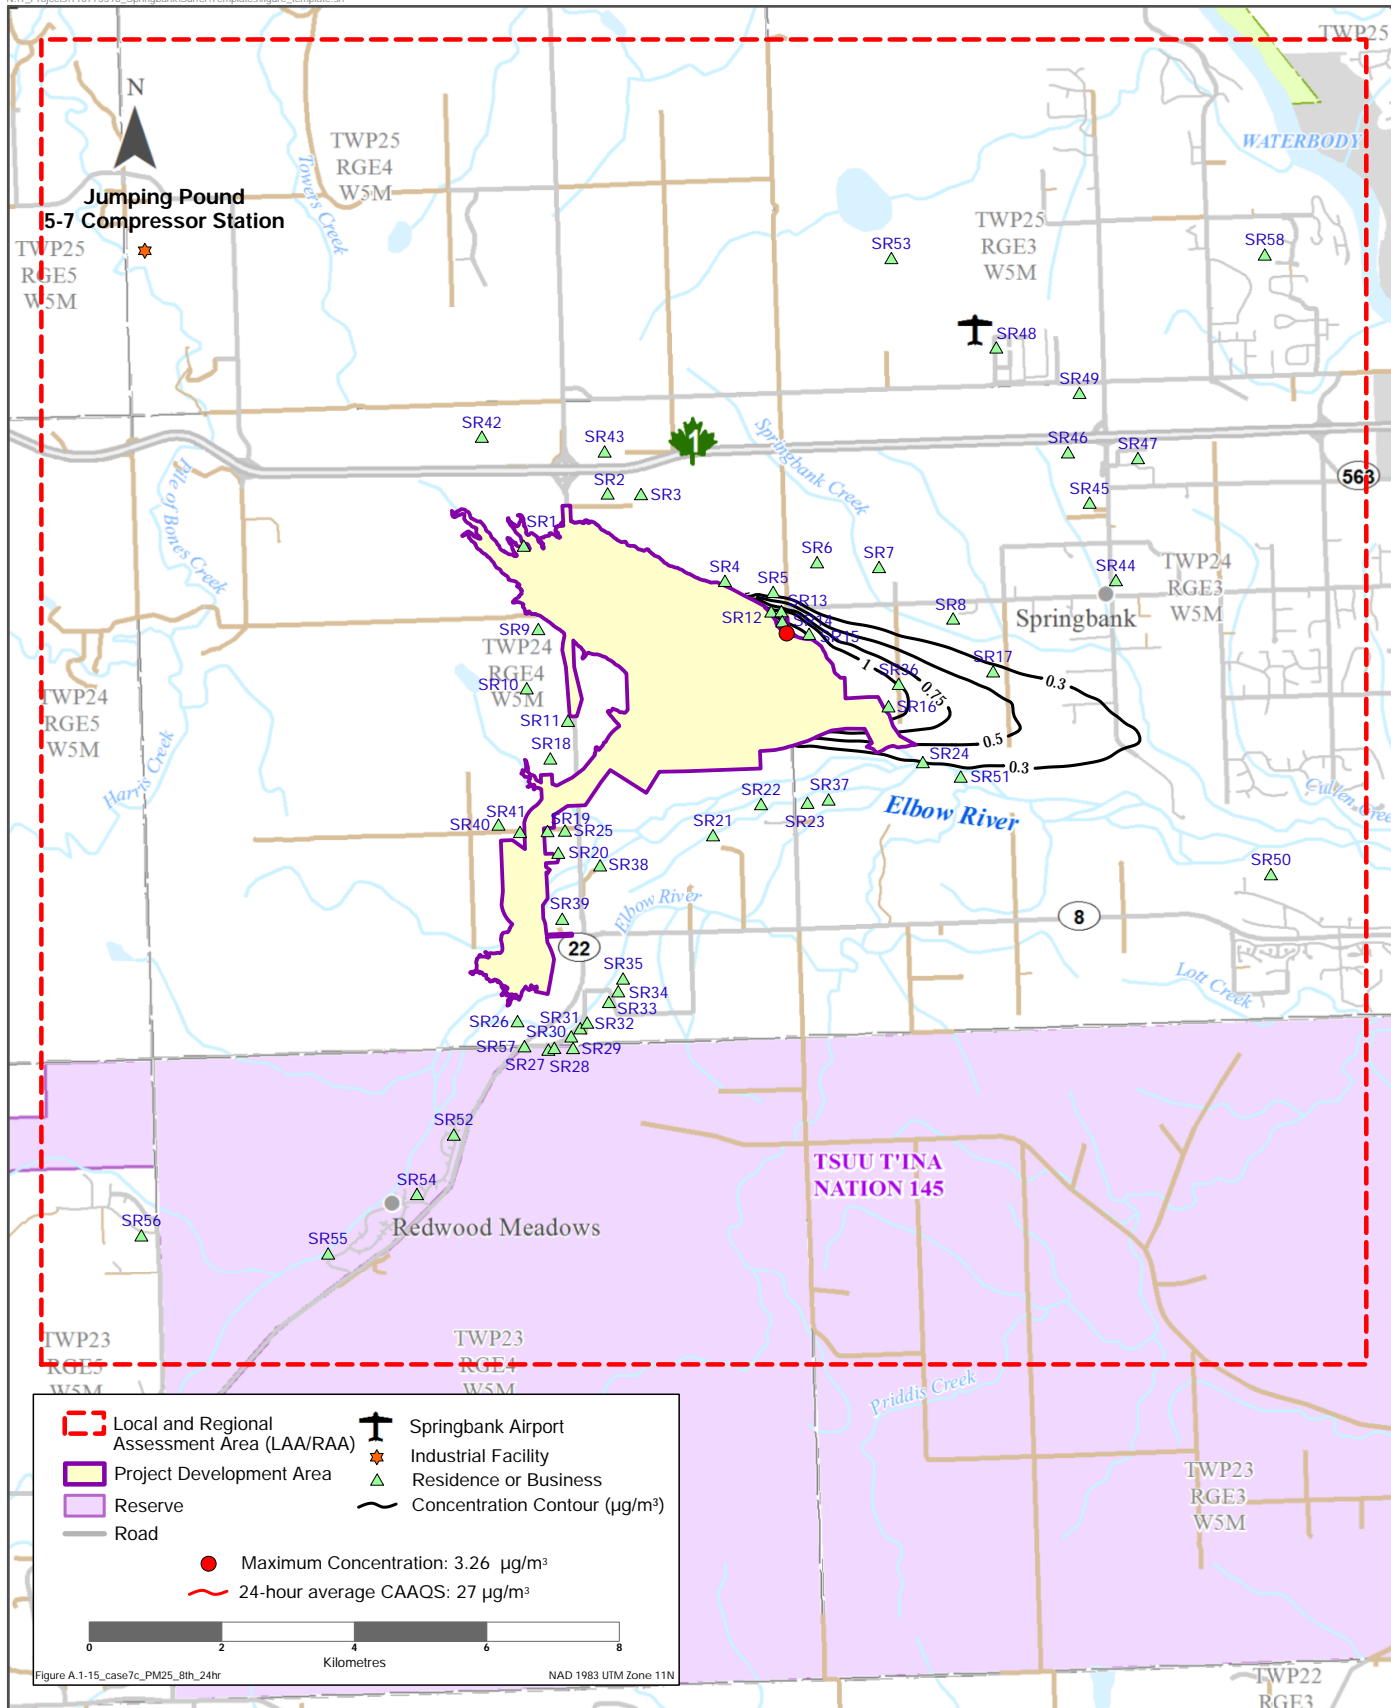 TWP25
N
TWP25
RGE4
W5M
WATERBODY
Towers Creek
Jumping Pound
5-7 Compressor Station
TWP25
RGE5
W5M
TWP25
RGE3
W5M
SR53
SR58
SR48
SR49
SR42
SR43
1
SR46
SR47
Springbank Creek
563
Pile of Bones Creek
SR2
SR3
SR45
SR1
SR6
SR7
SR4
SR5
SR44
TWP24
RGE3
W5M
SR13
SR12
SR14
SR15
SR8
Springbank
SR9
TWP24
RGE4
W5M
SR10
SR11
SR17
SR36
SR16
1
0.75
0.5
0.3
0.3
TWP24
RGE5
W5M
Harris Creek
SR18
SR24
SR51
SR22
SR37
SR23
SR21
Elbow River
Cullen Creek
SR41
SR40
SR19
SR25
SR20
SR38
SR50
Elbow River
SR39
8
22
Lott Creek
SR35
SR34
SR33
SR26
SR31
SR32
SR30
SR57
SR29
SR27
SR28
SR52
TSUU T'INA
NATION 145
SR54
Redwood Meadows
SR56
SR55
TWP23
RGE5
W5M
TWP23
RGE4
W5M
Priddis Creek
TWP23
RGE3
W5M
TWP22
RGE3
Local and Regional
Assessment Area (LAA/RAA)
Project Development Area
Reserve
Road
Springbank Airport
Industrial Facility
Residence or Business
Concentration Contour (µg/m³)
Maximum Concentration: 3.26 µg/m³
24-hour average CAAQS: 27 µg/m³
0 2 4 6 8
Kilometres
Figure A.1-15_case7c_PM25_8th_24hr
NAD 1983 UTM Zone 11N